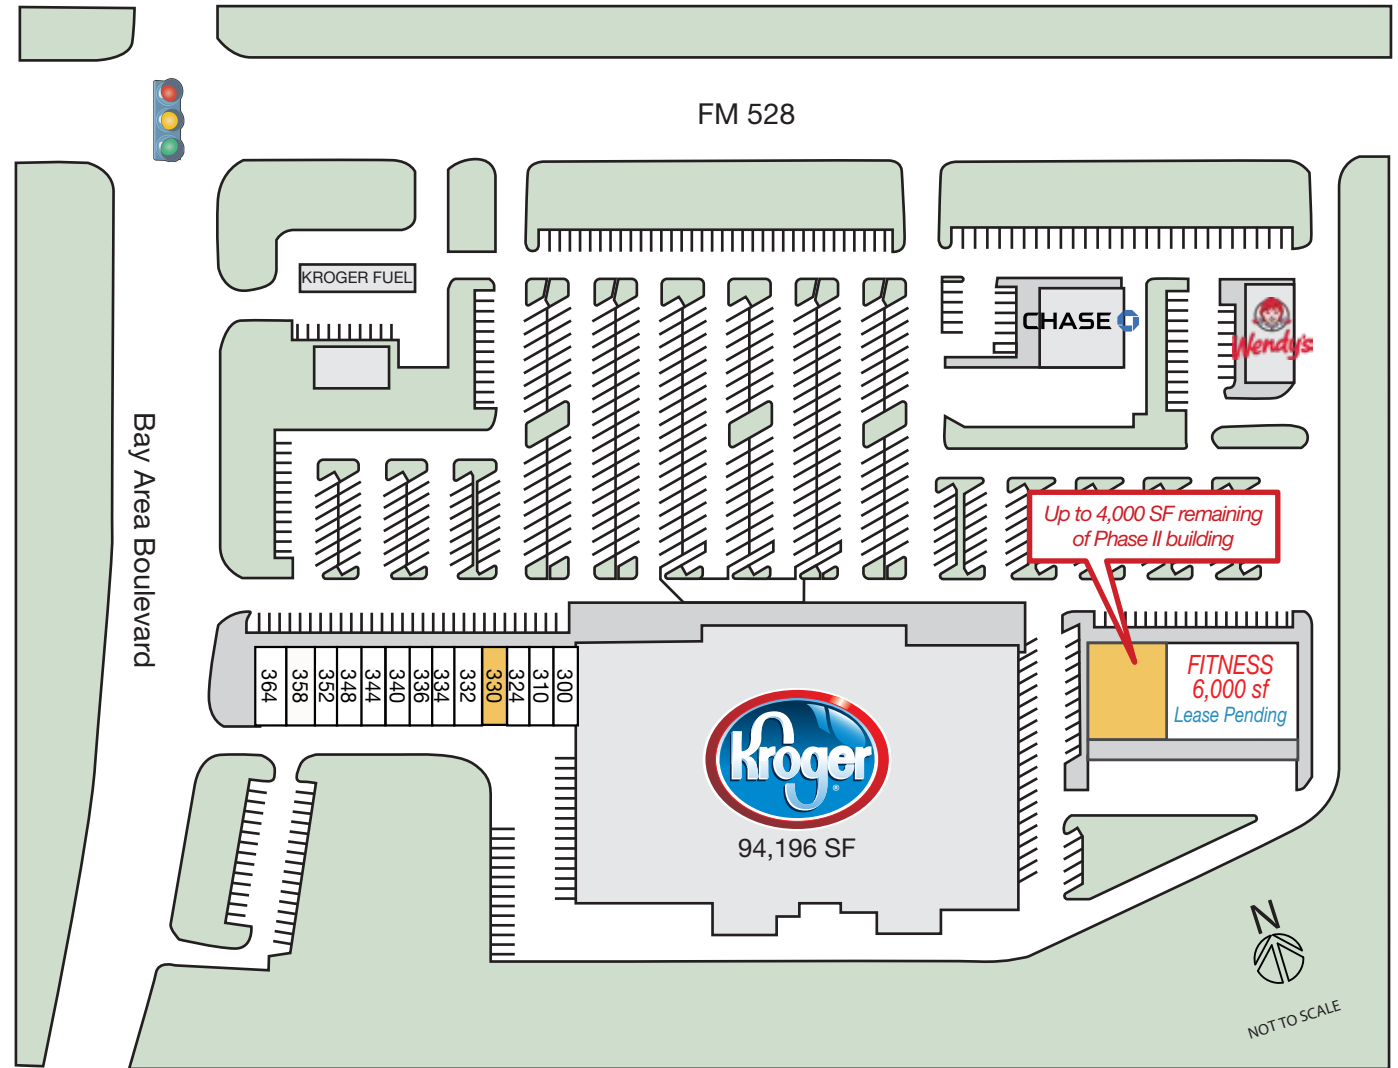 FM 528
KROGER FUEL
CHASE
Wendy's
Bay Area Boulevard
Up to 4,000 SF remaining
of Phase II building
364
358
352
348
344
340
336
334
332
330
324
310
300
FITNESS
6,000 sf
Lease Pending
Kroger
®
94,196 SF
N
NOT TO SCALE